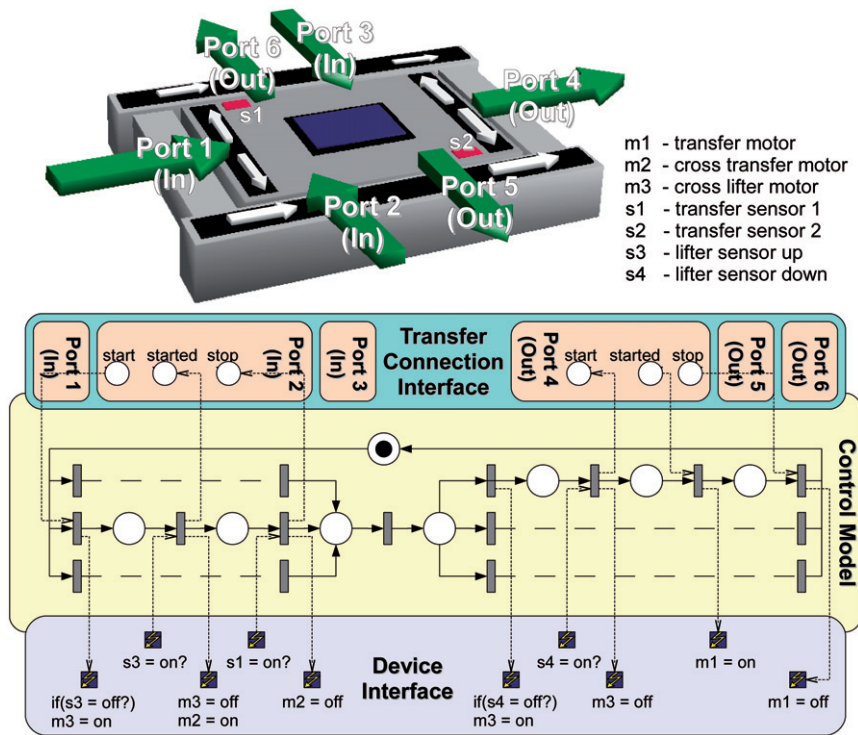 Port 6
(Out)
Port 3
(In)
Port 4
(Out)
s1
Port 1
(In)
s2
Port 5
(Out)
Port 2
(In)
m1 - transfer motor
m2 - cross transfer motor
m3 - cross lifter motor
s1 - transfer sensor 1
s2 - transfer sensor 2
s3 - lifter sensor up
s4 - lifter sensor down
Port 1
(In)
start
started
stop
Port 2
(In)
Port 3
(In)
Transfer
Connection
Interface
Port 4
(Out)
start
started
stop
Port 5
(Out)
Port 6
(Out)
Control Model
s3 = on?
s1 = on?
s4 = on?
m1 = on
Device
Interface
if(s3 = off?)
m3 = on
m3 = off
m2 = on
m2 = off
if(s4 = off?)
m3 = on
m3 = off
m1 = off